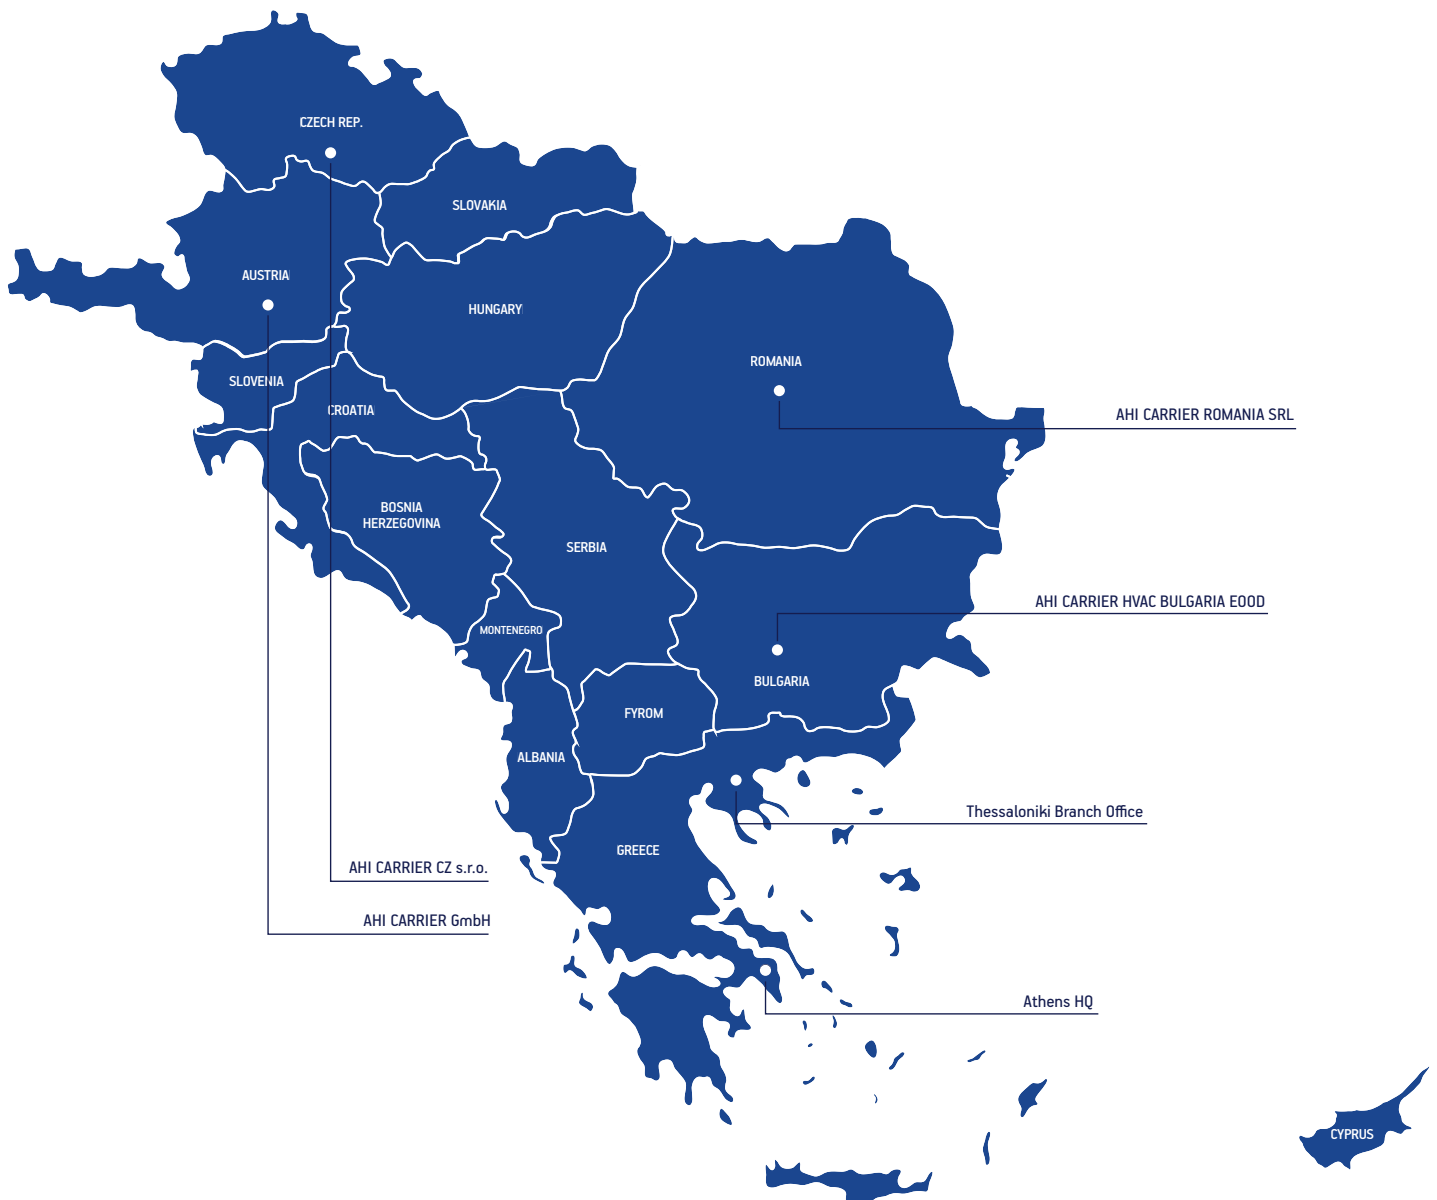 CZECH REP.
SLOVAKIA
AUSTRIA
HUNGARY
ROMANIA
SLOVENIA
CROATIA
AHI CARRIER ROMANIA SRL
BOSNIA
HERZEGOVINA
SERBIA
AHI CARRIER HVAC BULGARIA EOOD
MONTENEGRO
BULGARIA
FYROM
ALBANIA
Thessaloniki Branch Office
GREECE
AHI CARRIER CZ s.r.o.
AHI CARRIER GmbH
Athens HQ
CYPRUS